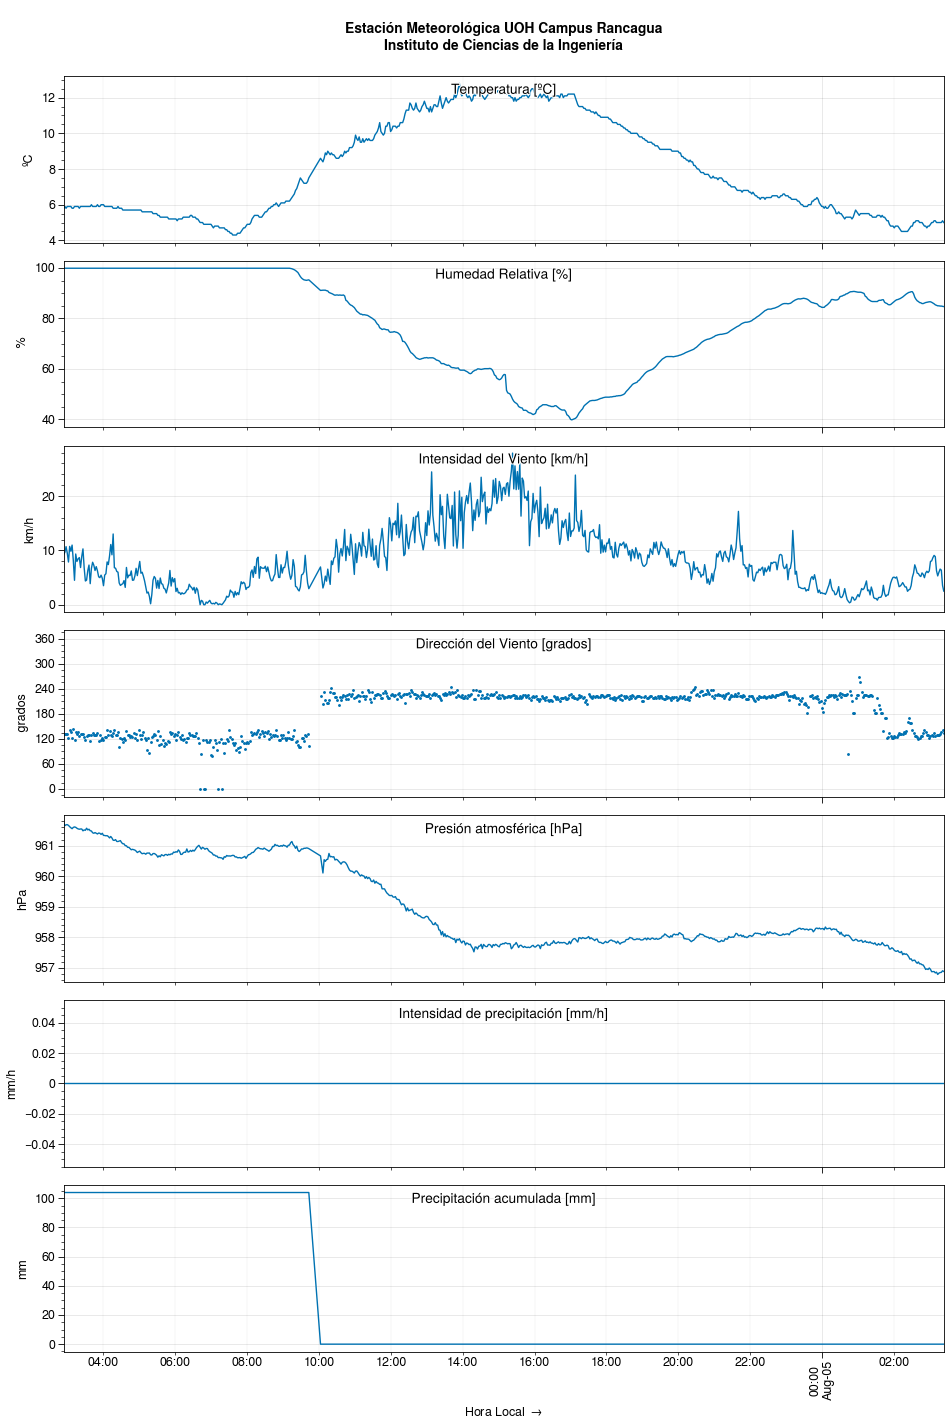 Estación Meteorológica UOH Campus Rancagua
Instituto de Ciencias de la Ingeniería
Temperatura [ºC]
12
10
8
6
4
ºC
Humedad Relativa [%]
100
80
60
40
%
Intensidad del Viento [km/h]
20
10
0
km/h
Dirección del Viento [grados]
360
300
240
180
120
60
0
grados
Presión atmosférica [hPa]
961
960
959
958
957
hPa
Intensidad de precipitación [mm/h]
0.04
0.02
0
−0.02
−0.04
mm/h
Precipitación acumulada [mm]
100
80
60
40
20
0
mm
04:00 06:00 08:00 10:00 12:00 14:00 16:00 18:00 20:00 22:00 00:00 02:00
Aug-05
Hora Local →